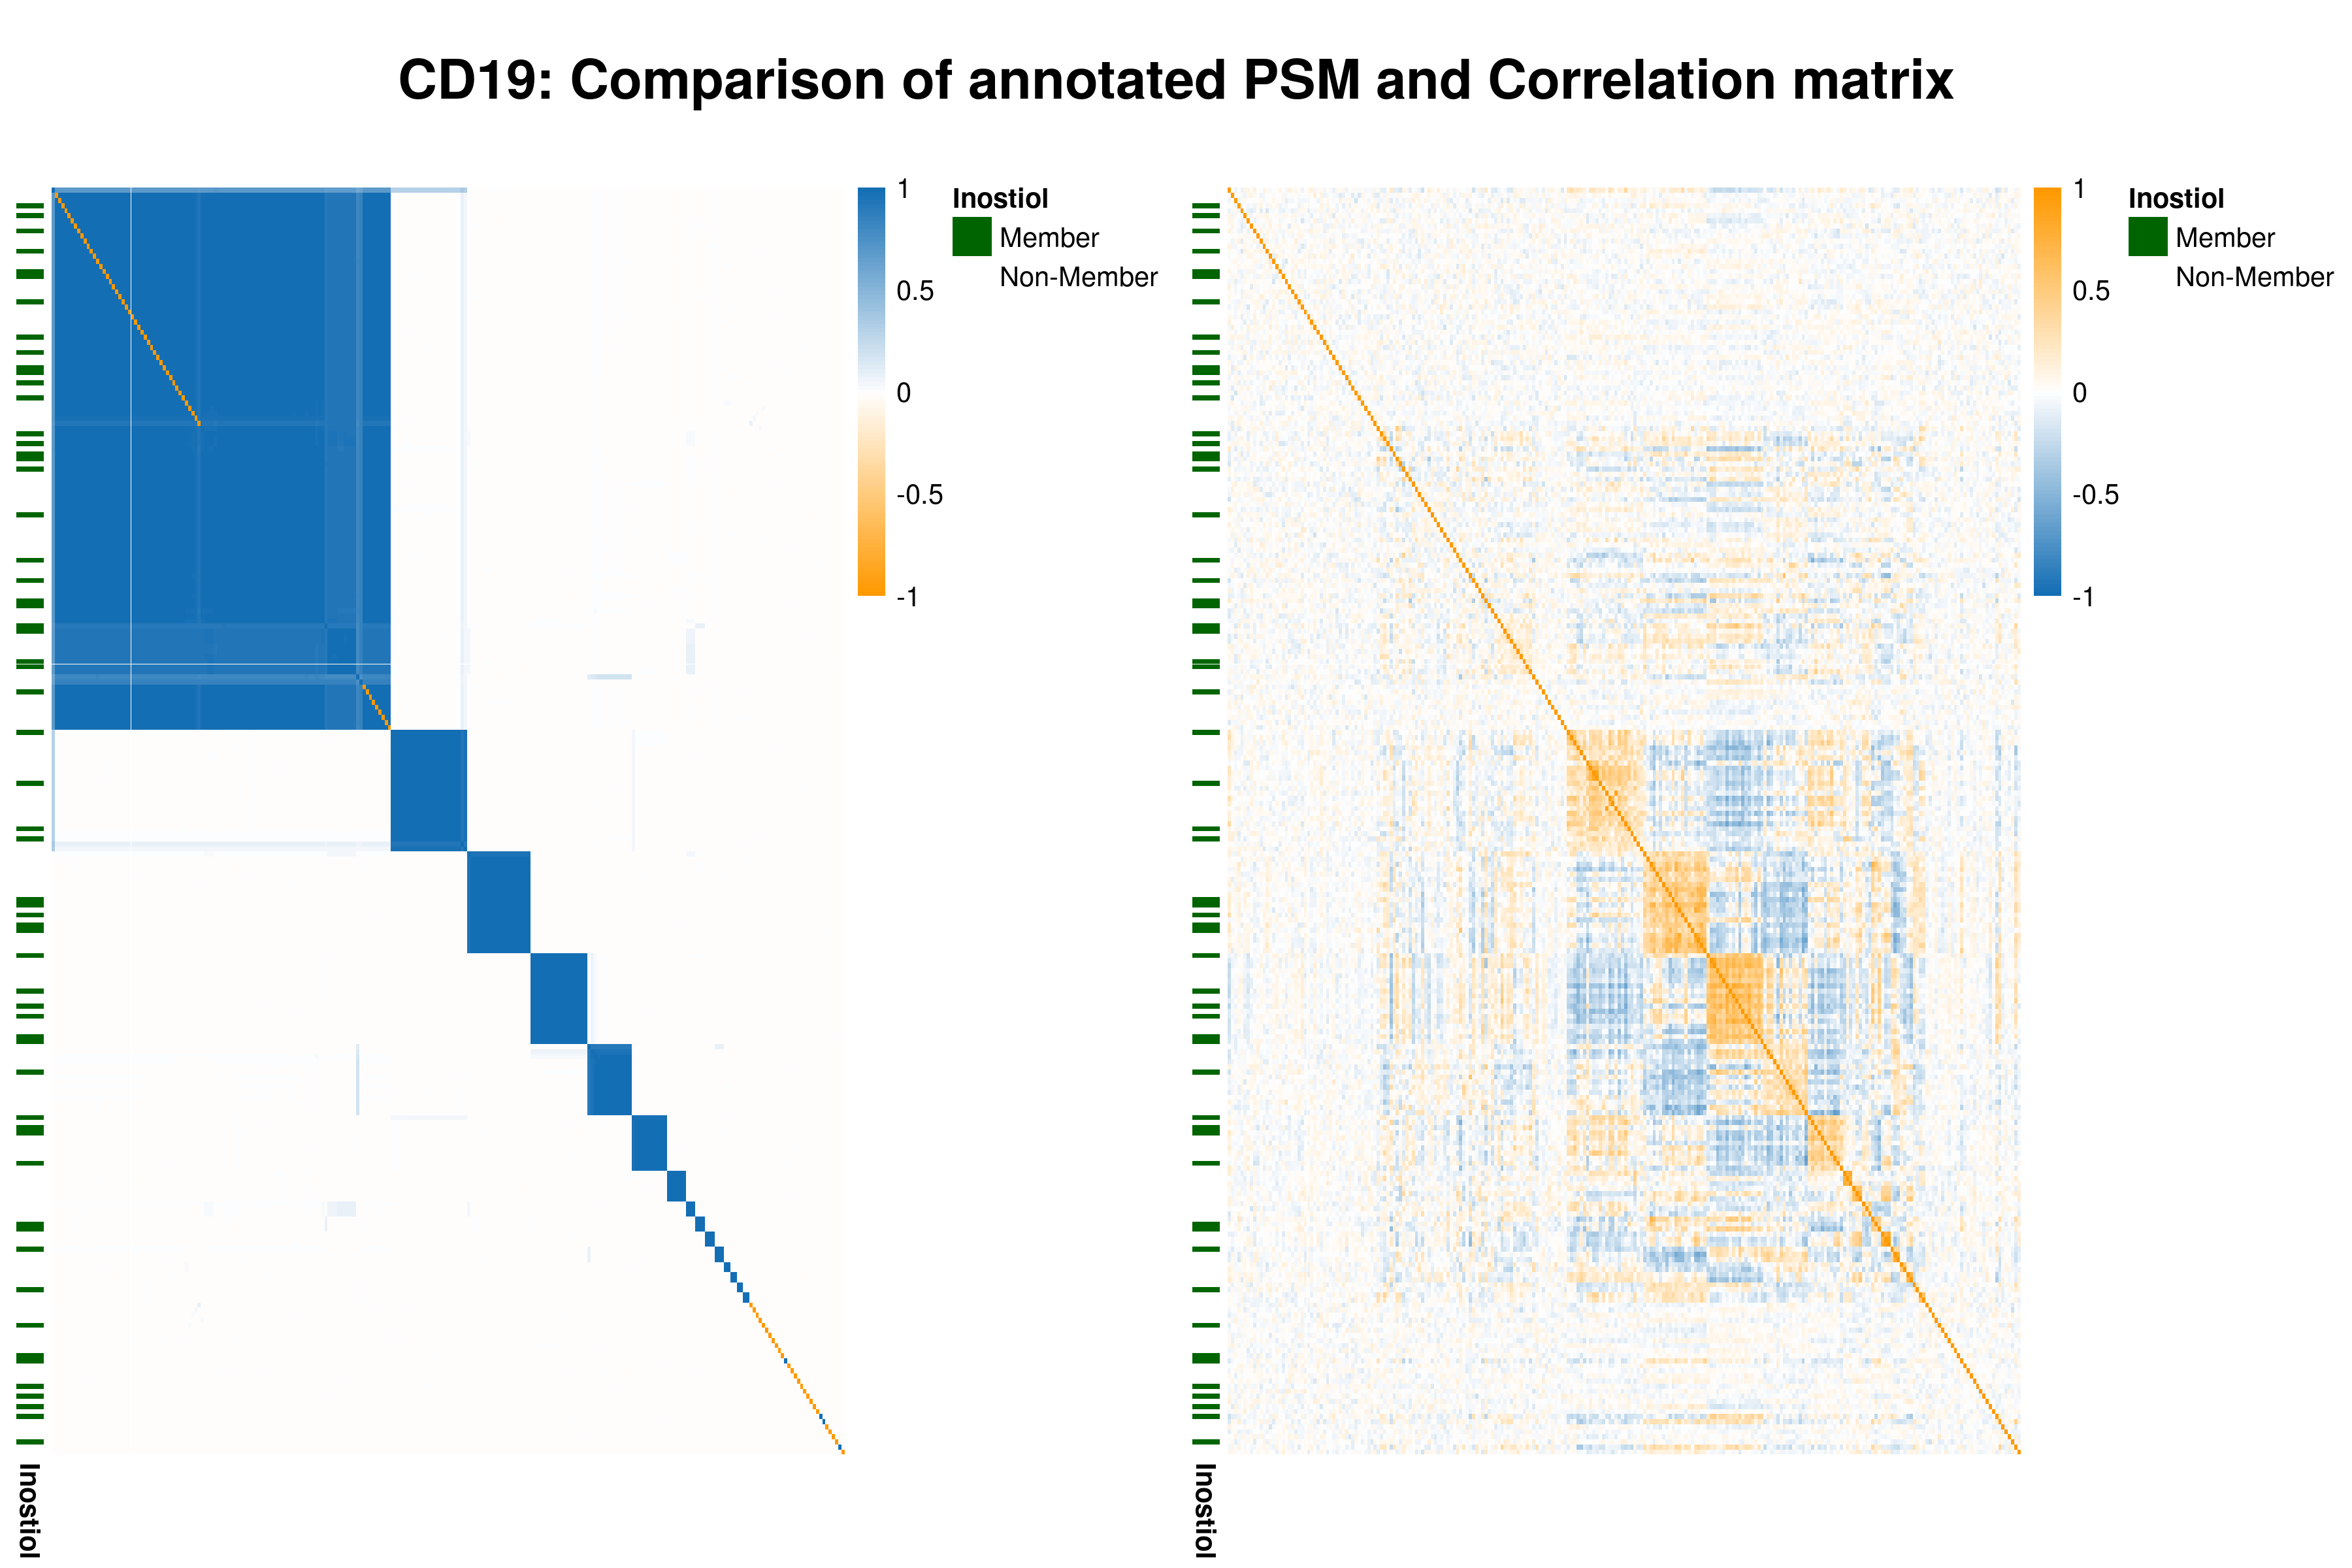 CD19: Comparison of annotated PSM and Correlation matrix
1
0.5
0
-0.5
-1
Inostiol
Member
Non-Member
Inostiol
1
0.5
0
-0.5
-1
Inostiol
Member
Non-Member
Inostiol